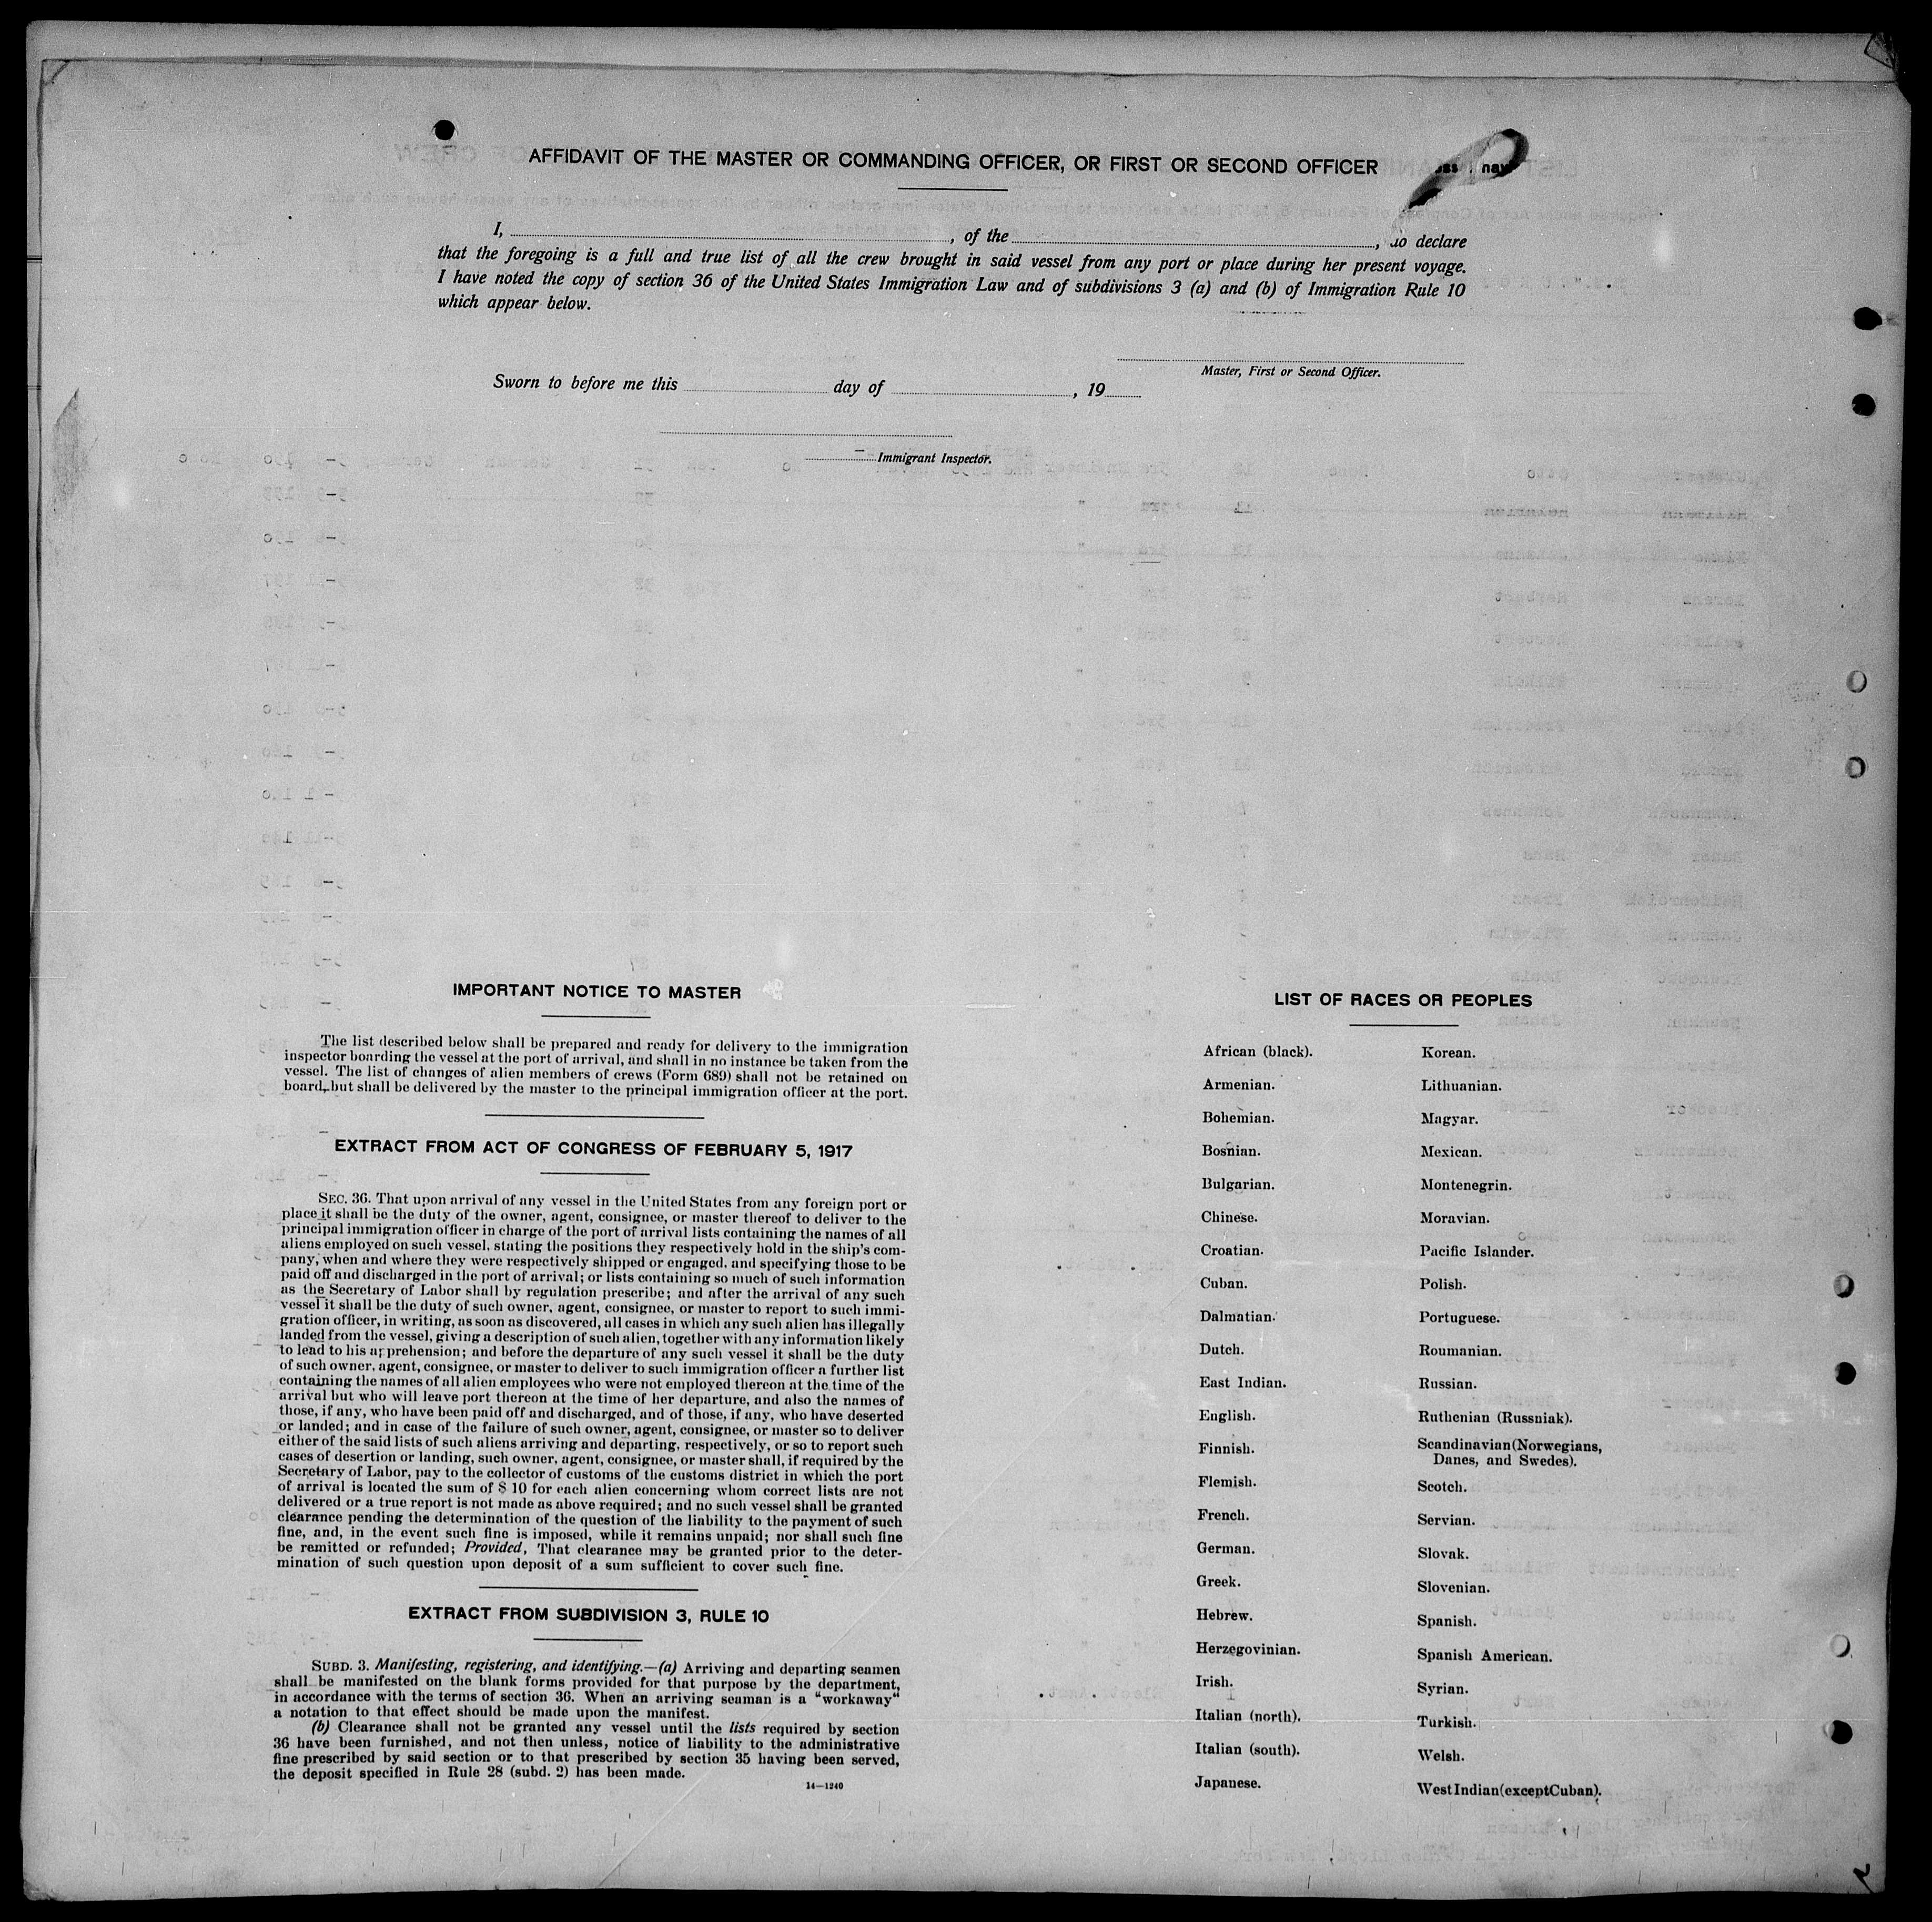 AFFIDAVIT OF THE MASTER OR COMMANDING OFFICER, OR FIRST OR SECOND OFFICER
I, , of the , do declare
that the foregoing is a full and true list of all the crew brought in said vessel from any port or place during her present voyage.
I have noted the copy of section 36 of the United States Immigration Law and of subdivisions 3 (a) and (b) of Immigration Rule 10
which appear below.
Master, First or Second Officer.
Sworn to before me this day of , 19
Immigrant Inspector.
IMPORTANT NOTICE TO MASTER
The list described below shall be prepared and ready for delivery to the immigration
inspector boarding the vessel at the port of arrival, and shall in no instance be taken from the
vessel. The list of changes of alien members of crews (Form 689) shall not be retained on
board, but shall be delivered by the master to the principal immigration officer at the port.
EXTRACT FROM ACT OF CONGRESS OF FEBRUARY 5, 1917
SEC. 36. That upon arrival of any vessel in the United States from any foreign port or
place it shall be the duty of the owner, agent, consignee, or master thereof to deliver to the
principal immigration officer in charge of the port of arrival lists containing the names of all
aliens employed on such vessel, stating the positions they respectively hold in the ship's com-
pany, when and where they were respectively shipped or engaged, and specifying those to be
paid off and discharged in the port of arrival; or lists containing so much of such information
as the Secretary of Labor shall by regulation prescribe; and after the arrival of any such
vessel it shall be the duty of such owner, agent, consignee, or master to report to such immi-
gration officer, in writing, as soon as discovered, all cases in which any such alien has illegally
landed from the vessel, giving a description of such alien, together with any information likely
to lead to his apprehension; and before the departure of any such vessel it shall be the duty
of such owner, agent, consignee, or master to deliver to such immigration officer a further list
containing the names of all alien employees who were not employed thereon at the time of the
arrival but who will leave port thereon at the time of her departure, and also the names of
those, if any, who have been paid off and discharged, and of those, if any, who have deserted
or landed; and in case of the failure of such owner, agent, consignee, or master so to deliver
either of the said lists of such aliens arriving and departing, respectively, or so to report such
cases of desertion or landing, such owner, agent, consignee, or master shall, if required by the
Secretary of Labor, pay to the collector of customs of the customs district in which the port
of arrival is located the sum of $ 10 for each alien concerning whom correct lists are not
delivered or a true report is not made as above required; and no such vessel shall be granted
clearance pending the determination of the question of the liability to the payment of such
fine, and, in the event such fine is imposed, while it remains unpaid; nor shall such fine
be remitted or refunded; Provided, That clearance may be granted prior to the deter-
mination of such question upon deposit of a sum sufficient to cover such fine.
EXTRACT FROM SUBDIVISION 3, RULE 10
SUBD. 3. Manifesting, registering, and identifying.—(a) Arriving and departing seamen
shall be manifested on the blank forms provided for that purpose by the department,
in accordance with the terms of section 36. When an arriving seaman is a “workaway“
a notation to that effect should be made upon the manifest.
(b) Clearance shall not be granted any vessel until the lists required by section
36 have been furnished, and not then unless, notice of liability to the administrative
fine prescribed by said section or to that prescribed by section 35 having been served,
the deposit specified in Rule 28 (subd. 2) has been made.
14—1240
LIST OF RACES OR PEOPLES
African (black).
Armenian.
Bohemian.
Bosnian.
Bulgarian.
Chinese.
Croatian.
Cuban.
Dalmatian.
Dutch.
East Indian.
English.
Finnish.
Flemish.
French.
German.
Greek.
Hebrew.
Herzegovinian.
Irish.
Italian (north).
Italian (south).
Japanese.
Korean.
Lithuanian.
Magyar.
Mexican.
Montenegrin.
Moravian.
Pacific Islander.
Polish.
Portuguese.
Roumanian.
Russian.
Ruthenian (Russniak).
Scandinavian (Norwegians,
Danes, and Swedes).
Scotch.
Servian.
Slovak.
Slovenian.
Spanish.
Spanish American.
Syrian.
Turkish.
Welsh.
West Indian (except Cuban).